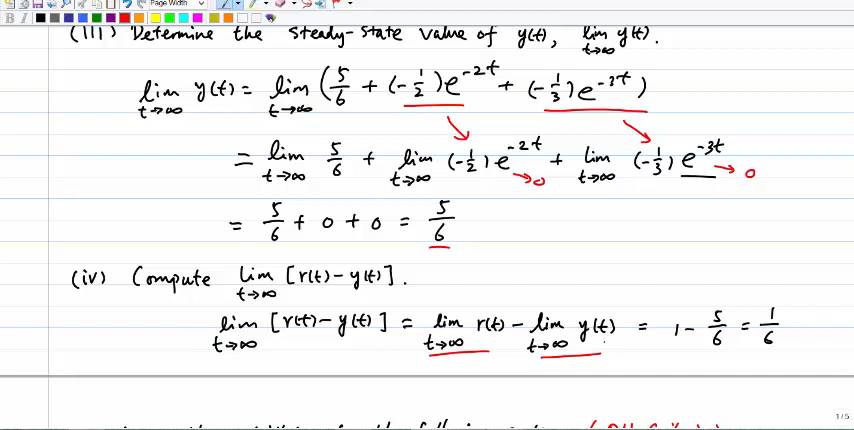 Page Width
(iii) Determine the steady-state value of y(t), lim t→∞ y(t).
lim t→∞ y(t) = lim t→∞ (5/6 + (-1/2)e^-2t + (-1/3)e^-3t)
= lim t→∞ 5/6 + lim t→∞ (-1/2) e^-2t →0 + lim t→∞ (-1/3) e^-3t →0
= 5/6 + 0 + 0 = 5/6
(iv) Compute lim t→∞ [r(t) - y(t)].
lim t→∞ [r(t) - y(t)] = lim t→∞ r(t) - lim t→∞ y(t) = 1 - 5/6 = 1/6
1 / 5